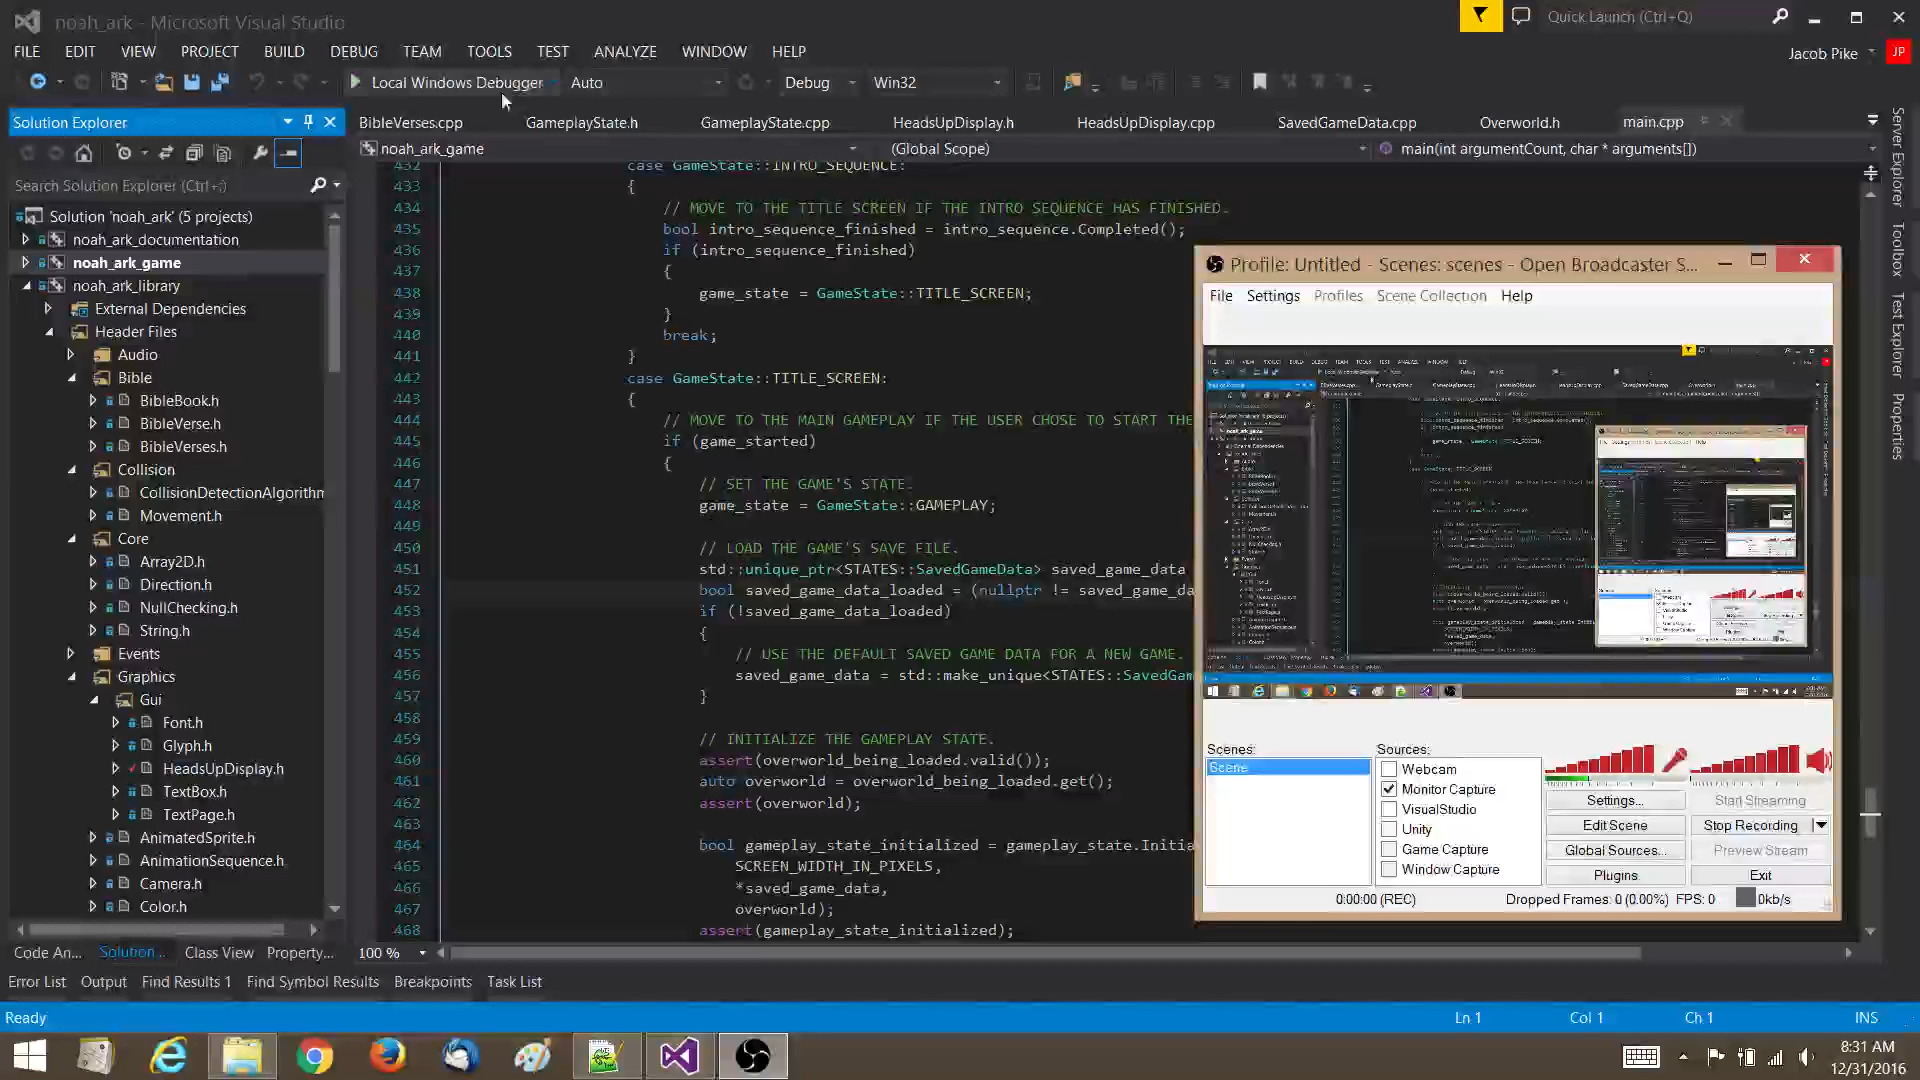 noah_ark - Microsoft Visual Studio
Quick Launch (Ctrl+Q)
FILE EDIT VIEW PROJECT BUILD DEBUG TEAM TOOLS TEST ANALYZE WINDOW HELP
Jacob Pike JP
Local Windows Debugger Auto Debug Win32
Solution Explorer
BibleVerses.cpp GameplayState.h GameplayState.cpp HeadsUpDisplay.h HeadsUpDisplay.cpp SavedGameData.cpp Overworld.h main.cpp
noah_ark_game (Global Scope) main(int argumentCount, char * arguments[])
Search Solution Explorer (Ctrl+;)
Solution 'noah_ark' (5 projects)
noah_ark_documentation
noah_ark_game
noah_ark_library
External Dependencies
Header Files
Audio
Bible
BibleBook.h
BibleVerse.h
BibleVerses.h
Collision
CollisionDetectionAlgorithm
Movement.h
Core
Array2D.h
Direction.h
NullChecking.h
String.h
Events
Graphics
Gui
Font.h
Glyph.h
HeadsUpDisplay.h
TextBox.h
TextPage.h
AnimatedSprite.h
AnimationSequence.h
Camera.h
Color.h
432 case GameState::INTRO_SEQUENCE:
433 {
434 // MOVE TO THE TITLE SCREEN IF THE INTRO SEQUENCE HAS FINISHED.
435 bool intro_sequence_finished = intro_sequence.Completed();
436 if (intro_sequence_finished)
437 {
438 game_state = GameState::TITLE_SCREEN;
439 }
440 break;
441 }
442 case GameState::TITLE_SCREEN:
443 {
444 // MOVE TO THE MAIN GAMEPLAY IF THE USER CHOSE TO START THE
445 if (game_started)
446 {
447 // SET THE GAME'S STATE.
448 game_state = GameState::GAMEPLAY;
449
450 // LOAD THE GAME'S SAVE FILE.
451 std::unique_ptr<STATES::SavedGameData> saved_game_data
452 bool saved_game_data_loaded = (nullptr != saved_game_da
453 if (!saved_game_data_loaded)
454 {
455 // USE THE DEFAULT SAVED GAME DATA FOR A NEW GAME.
456 saved_game_data = std::make_unique<STATES::SavedGam
457 }
458
459 // INITIALIZE THE GAMEPLAY STATE.
460 assert(overworld_being_loaded.valid());
461 auto overworld = overworld_being_loaded.get();
462 assert(overworld);
463
464 bool gameplay_state_initialized = gameplay_state.Initia
465 SCREEN_WIDTH_IN_PIXELS,
466 *saved_game_data,
467 overworld);
468 assert(gameplay_state_initialized);
Profile: Untitled - Scenes: scenes - Open Broadcaster S...
File Settings Profiles Scene Collection Help
Scenes:
Scene
Sources:
Webcam
Monitor Capture
VisualStudio
Unity
Game Capture
Window Capture
Settings... Start Streaming
Edit Scene Stop Recording
Global Sources... Preview Stream
Plugins Exit
0:00:00 (REC) Dropped Frames: 0 (0.00%) FPS: 0 0kb/s
Server Explorer
Toolbox
Test Explorer
Properties
Code An... Solution ... Class View Property... 100 %
Error List Output Find Results 1 Find Symbol Results Breakpoints Task List
Ready Ln 1 Col 1 Ch 1 INS
8:31 AM
12/31/2016